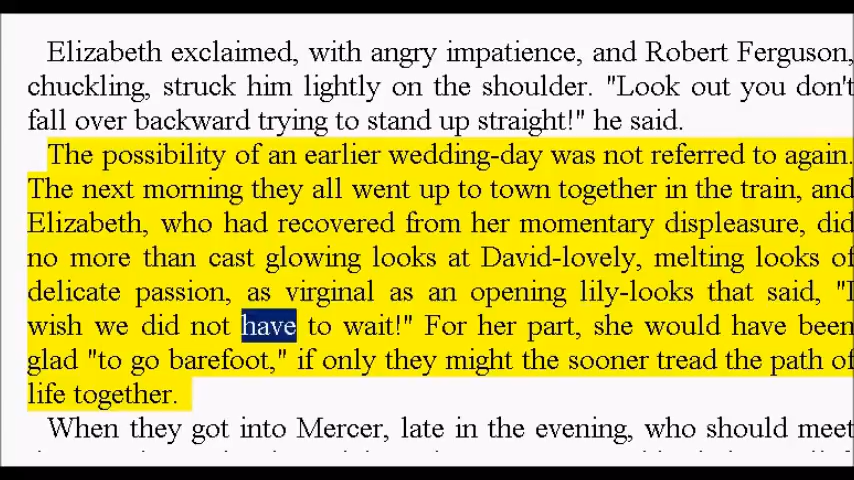 Elizabeth exclaimed, with angry impatience, and Robert Ferguson,
chuckling, struck him lightly on the shoulder. "Look out you don't
fall over backward trying to stand up straight!" he said.
The possibility of an earlier wedding-day was not referred to again.
The next morning they all went up to town together in the train, and
Elizabeth, who had recovered from her momentary displeasure, did
no more than cast glowing looks at David-lovely, melting looks of
delicate passion, as virginal as an opening lily-looks that said, "I
wish we did not have to wait!" For her part, she would have been
glad "to go barefoot," if only they might the sooner tread the path of
life together.
When they got into Mercer, late in the evening, who should meet